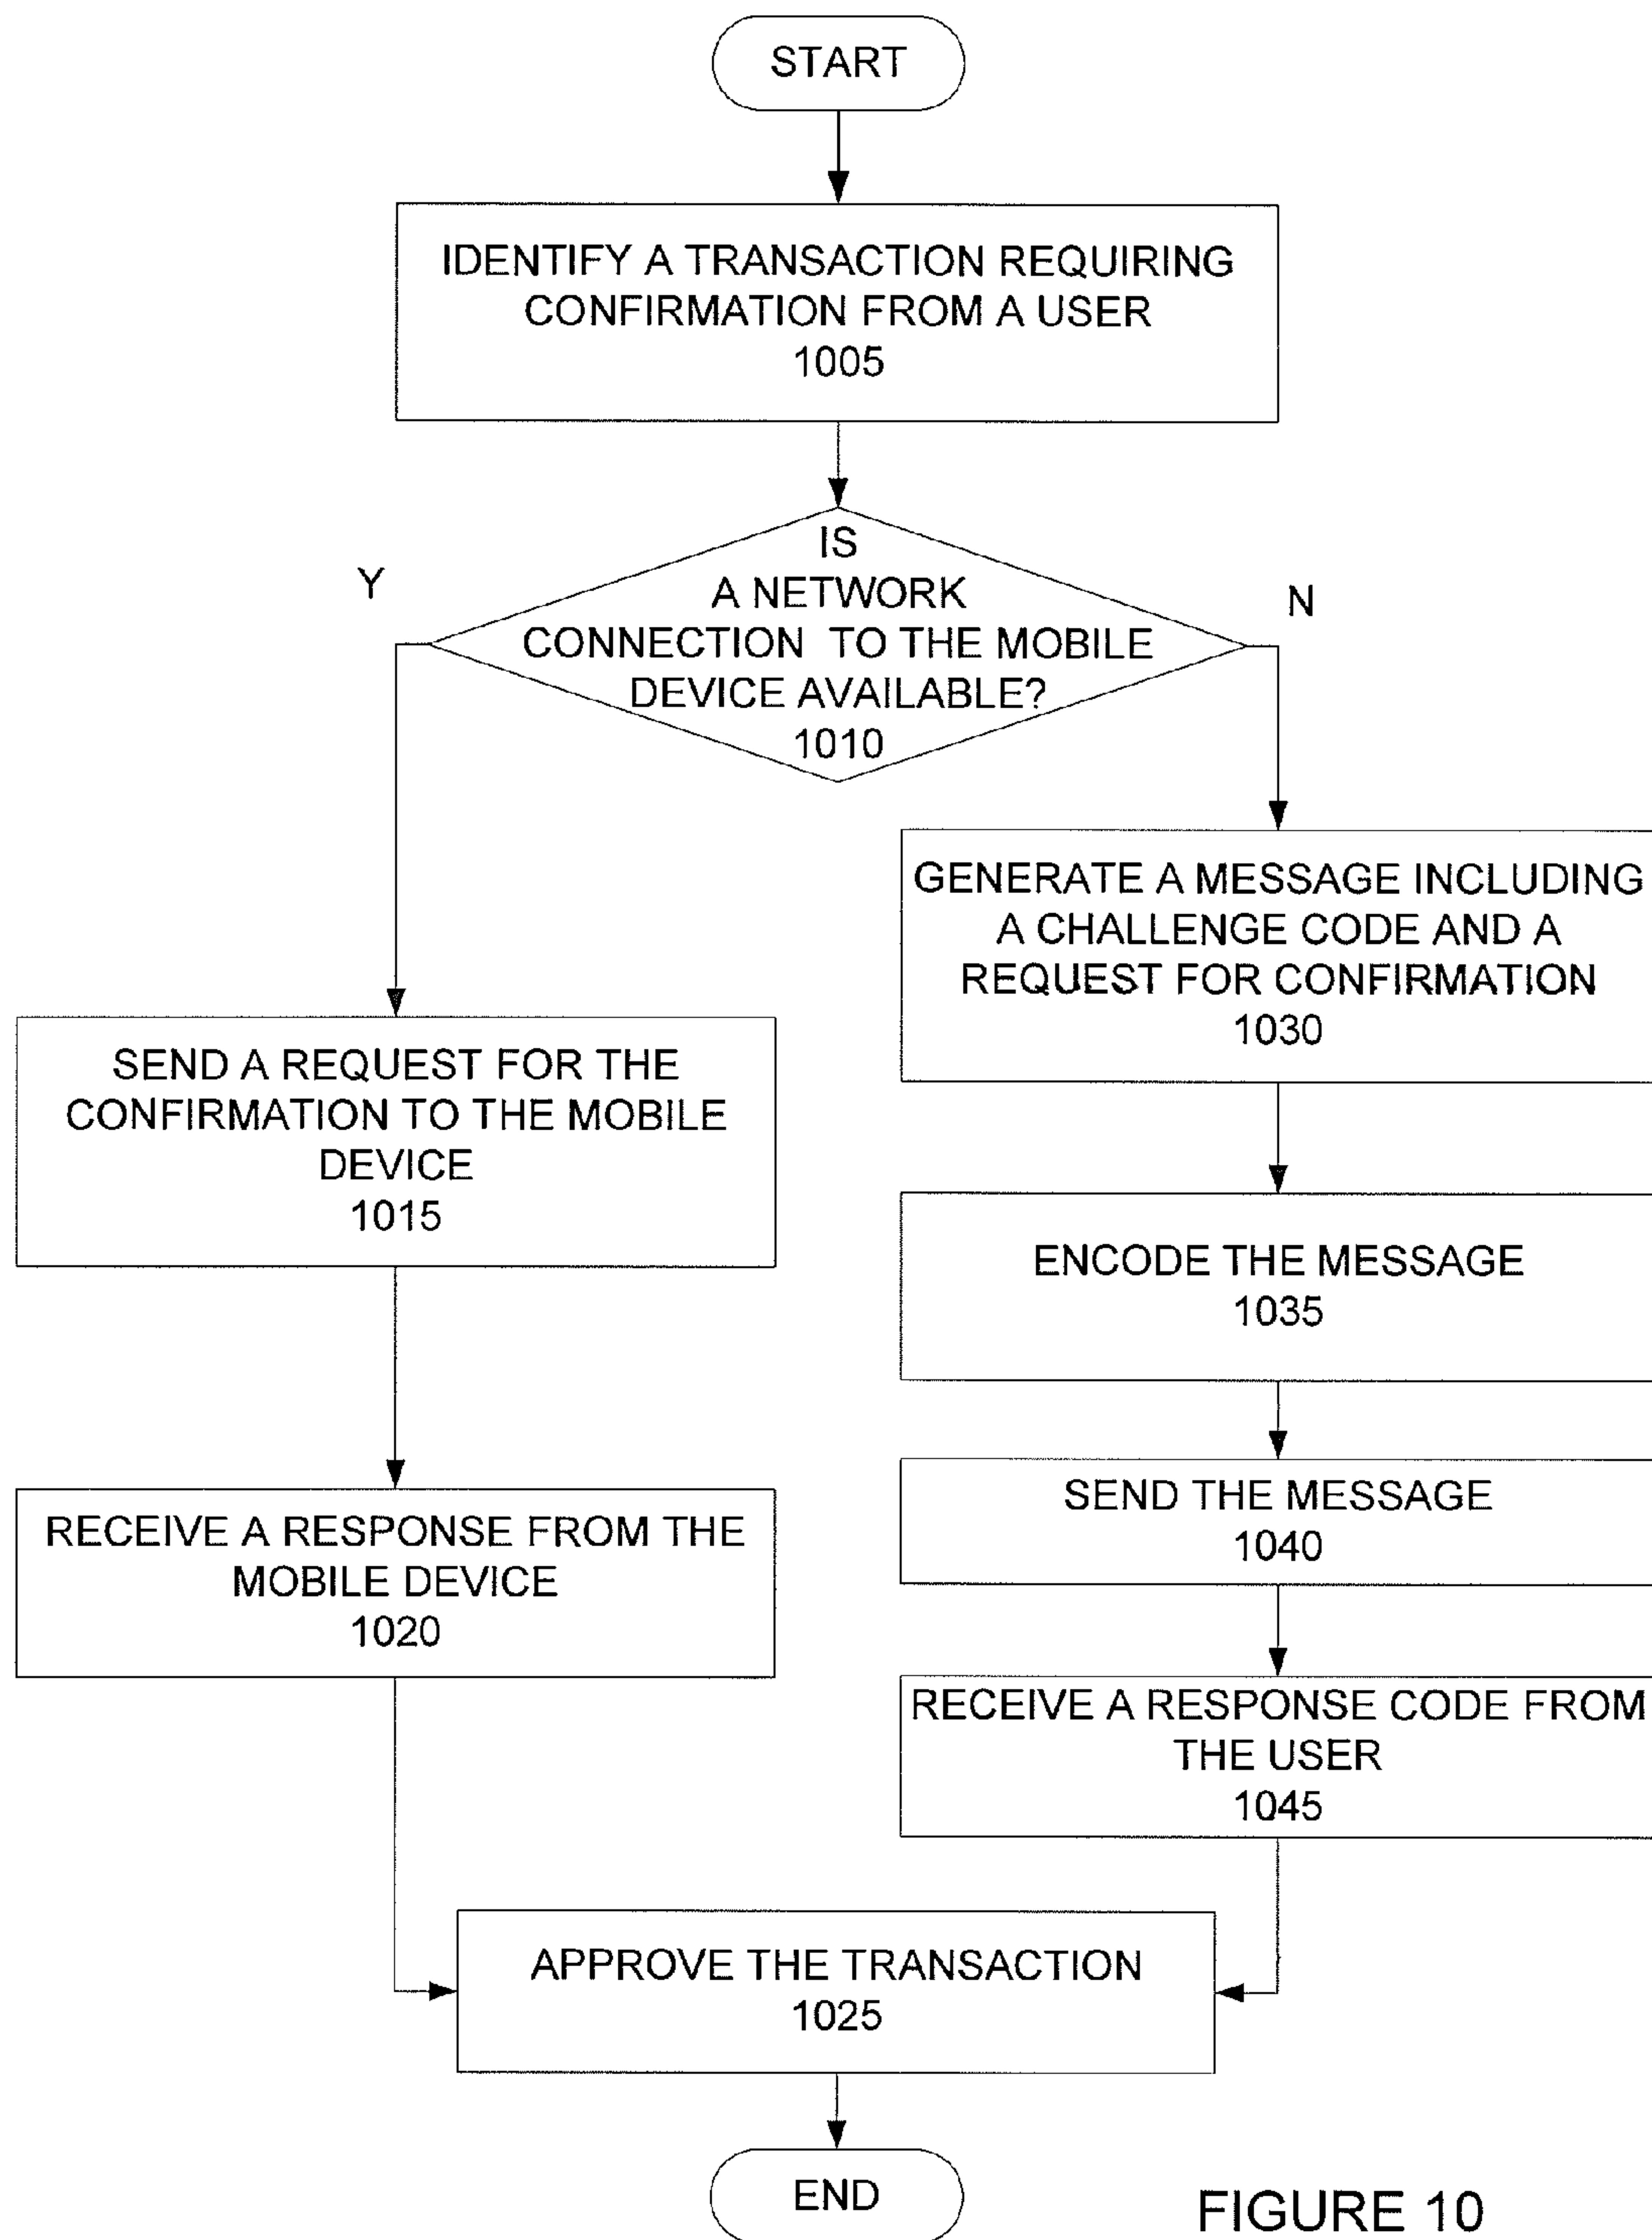 START
IDENTIFY A TRANSACTION REQUIRING
CONFIRMATION FROM A USER
1005
IS
A NETWORK
CONNECTION TO THE MOBILE
DEVICE AVAILABLE?
1010
Y
N
SEND A REQUEST FOR THE
CONFIRMATION TO THE MOBILE
DEVICE
1015
RECEIVE A RESPONSE FROM THE
MOBILE DEVICE
1020
GENERATE A MESSAGE INCLUDING
A CHALLENGE CODE AND A
REQUEST FOR CONFIRMATION
1030
ENCODE THE MESSAGE
1035
SEND THE MESSAGE
1040
RECEIVE A RESPONSE CODE FROM
THE USER
1045
APPROVE THE TRANSACTION
1025
END
FIGURE 10